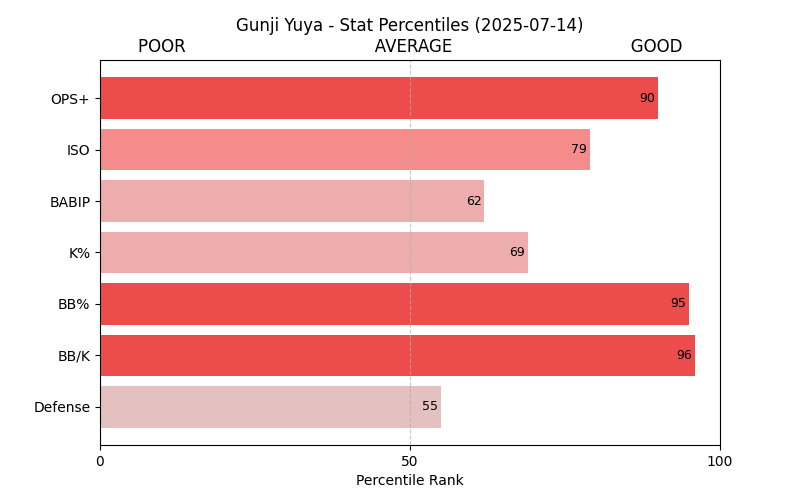 Gunji Yuya - Stat Percentiles (2025-07-14)
POOR AVERAGE GOOD
OPS+ 90
ISO 79
BABIP 62
K% 69
BB% 95
BB/K 96
Defense 55
0 50 100
Percentile Rank